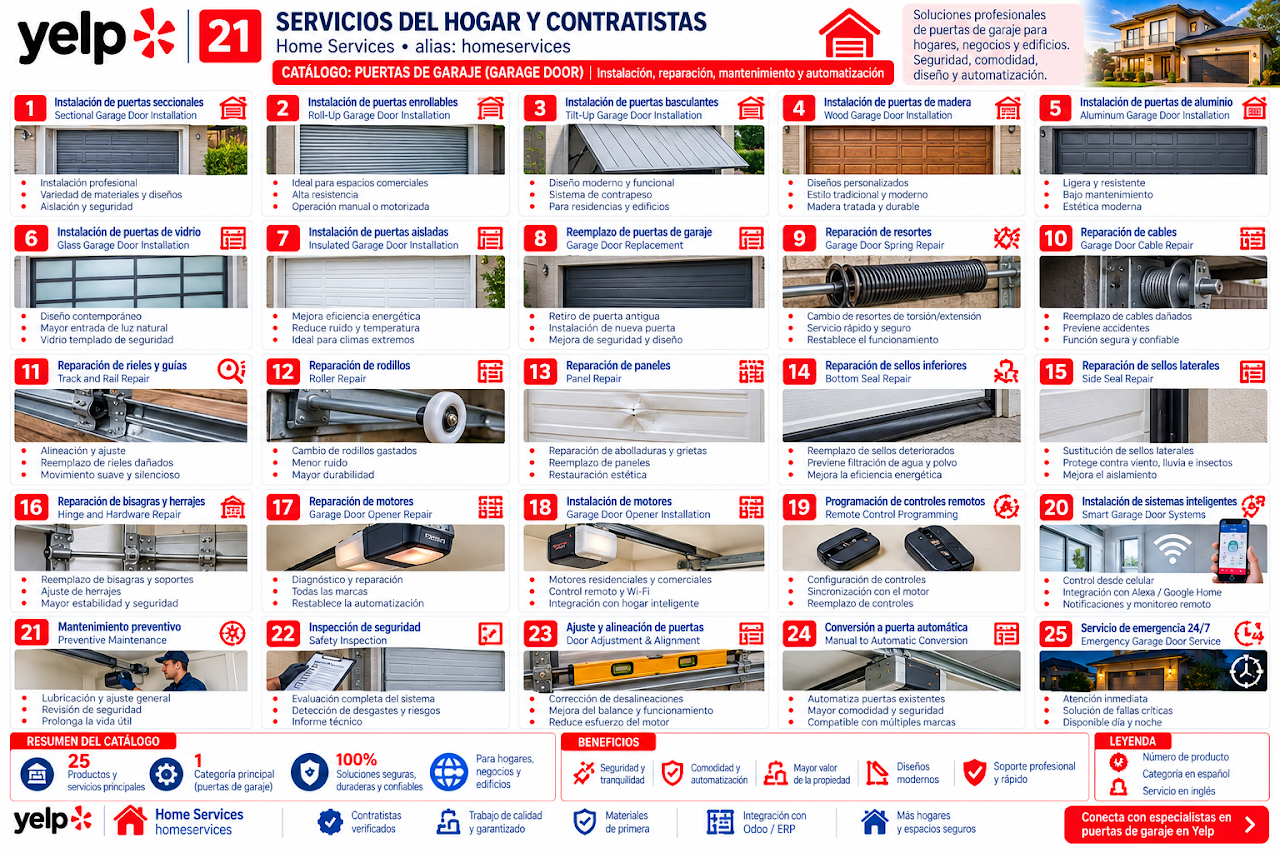 yelp
21
SERVICIOS DEL HOGAR Y CONTRATISTAS
Home Services • alias: homeservices
CATÁLOGO: PUERTAS DE GARAJE (GARAGE DOOR) | Instalación, reparación, mantenimiento y automatización
Soluciones profesionales
de puertas de garaje para
hogares, negocios y edificios.
Seguridad, comodidad,
diseño y automatización.
1
Instalación de puertas seccionales
Sectional Garage Door Installation
• Instalación profesional
• Variedad de materiales y diseños
• Aislación y seguridad
2
Instalación de puertas enrollables
Roll-Up Garage Door Installation
• Ideal para espacios comerciales
• Alta resistencia
• Operación manual o motorizada
3
Instalación de puertas basculantes
Tilt-Up Garage Door Installation
• Diseño moderno y funcional
• Sistema de contrapeso
• Para residencias y edificios
4
Instalación de puertas de madera
Wood Garage Door Installation
• Diseños personalizados
• Estilo tradicional y moderno
• Madera tratada y durable
5
Instalación de puertas de aluminio
Aluminum Garage Door Installation
• Ligera y resistente
• Bajo mantenimiento
• Estética moderna
6
Instalación de puertas de vidrio
Glass Garage Door Installation
• Diseño contemporáneo
• Mayor entrada de luz natural
• Vidrio templado de seguridad
7
Instalación de puertas aisladas
Insulated Garage Door Installation
• Mejora eficiencia energética
• Reduce ruido y temperatura
• Ideal para climas extremos
8
Reemplazo de puertas de garaje
Garage Door Replacement
• Retiro de puerta antigua
• Instalación de nueva puerta
• Mejora de seguridad y diseño
9
Reparación de resortes
Garage Door Spring Repair
• Cambio de resortes de torsión/extensión
• Servicio rápido y seguro
• Restablece el funcionamiento
10
Reparación de cables
Garage Door Cable Repair
• Reemplazo de cables dañados
• Previene accidentes
• Función segura y confiable
11
Reparación de rieles y guías
Track and Rail Repair
• Alineación y ajuste
• Reemplazo de rieles dañados
• Movimiento suave y silencioso
12
Reparación de rodillos
Roller Repair
• Cambio de rodillos gastados
• Menor ruido
• Mayor durabilidad
13
Reparación de paneles
Panel Repair
• Reparación de abolladuras y grietas
• Reemplazo de paneles
• Restauración estética
14
Reparación de sellos inferiores
Bottom Seal Repair
• Reemplazo de sellos deteriorados
• Previene filtración de agua y polvo
• Mejora la eficiencia energética
15
Reparación de sellos laterales
Side Seal Repair
• Sustitución de sellos laterales
• Protege contra viento, lluvia e insectos
• Mejora el aislamiento
16
Reparación de bisagras y herrajes
Hinge and Hardware Repair
• Reemplazo de bisagras y soportes
• Ajuste de herrajes
• Mayor estabilidad y seguridad
17
Reparación de motores
Garage Door Opener Repair
• Diagnóstico y reparación
• Todas las marcas
• Restablece la automatización
18
Instalación de motores
Garage Door Opener Installation
• Motores residenciales y comerciales
• Control remoto y Wi-Fi
• Integración con hogar inteligente
19
Programación de controles remotos
Remote Control Programming
• Configuración de controles
• Sincronización con el motor
• Reemplazo de controles
20
Instalación de sistemas inteligentes
Smart Garage Door Systems
• Control desde celular
• Integración con Alexa / Google Home
• Notificaciones y monitoreo remoto
21
Mantenimiento preventivo
Preventive Maintenance
• Lubricación y ajuste general
• Revisión de seguridad
• Prolonga la vida útil
22
Inspección de seguridad
Safety Inspection
• Evaluación completa del sistema
• Detección de desgastes y riesgos
• Informe técnico
23
Ajuste y alineación de puertas
Door Adjustment & Alignment
• Corrección de desalineaciones
• Mejora del balance y funcionamiento
• Reduce esfuerzo del motor
24
Conversión a puerta automática
Manual to Automatic Conversion
• Automatiza puertas existentes
• Mayor comodidad y seguridad
• Compatible con múltiples marcas
25
Servicio de emergencia 24/7
Emergency Garage Door Service
• Atención inmediata
• Solución de fallas críticas
• Disponible día y noche
RESUMEN DEL CATÁLOGO
25
Productos y
servicios principales
1
Categoría principal
(puertas de garaje)
100%
Soluciones seguras,
duraderas y confiables
Para hogares,
negocios y
edificios
BENEFICIOS
Seguridad y
tranquilidad
Comodidad y
automatización
Mayor valor
de la propiedad
Diseños
modernos
Soporte profesional
y rápido
LEYENDA
Número de producto
Categoría en español
Servicio en inglés
yelp
Home Services
homeservices
Contratistas
verificados
Trabajo de calidad
y garantizado
Materiales
de primera
Integración con
Odoo / ERP
Más hogares
y espacios seguros
Conecta con especialistas en
puertas de garaje en Yelp